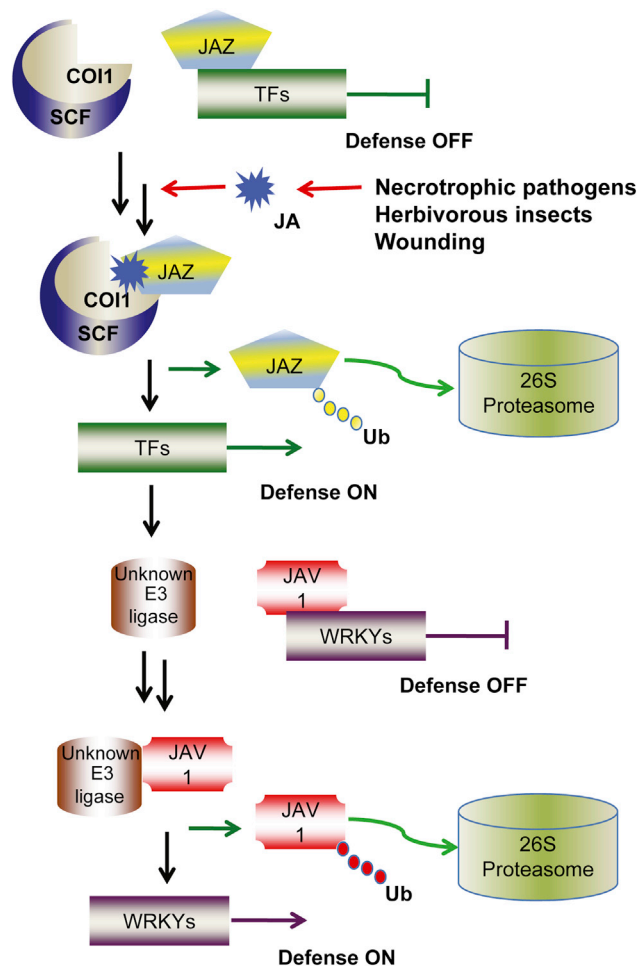 JAZ
COI1
SCF
TFs
Defense OFF
Necrotrophic pathogens
Herbivorous insects
Wounding
JA
JAZ
COI1
SCF
JAZ
26S
Proteasome
Ub
TFs
Defense ON
Unknown
E3
ligase
JAV
1
WRKYs
Defense OFF
Unknown
E3
ligase
JAV
1
JAV
1
26S
Proteasome
Ub
WRKYs
Defense ON